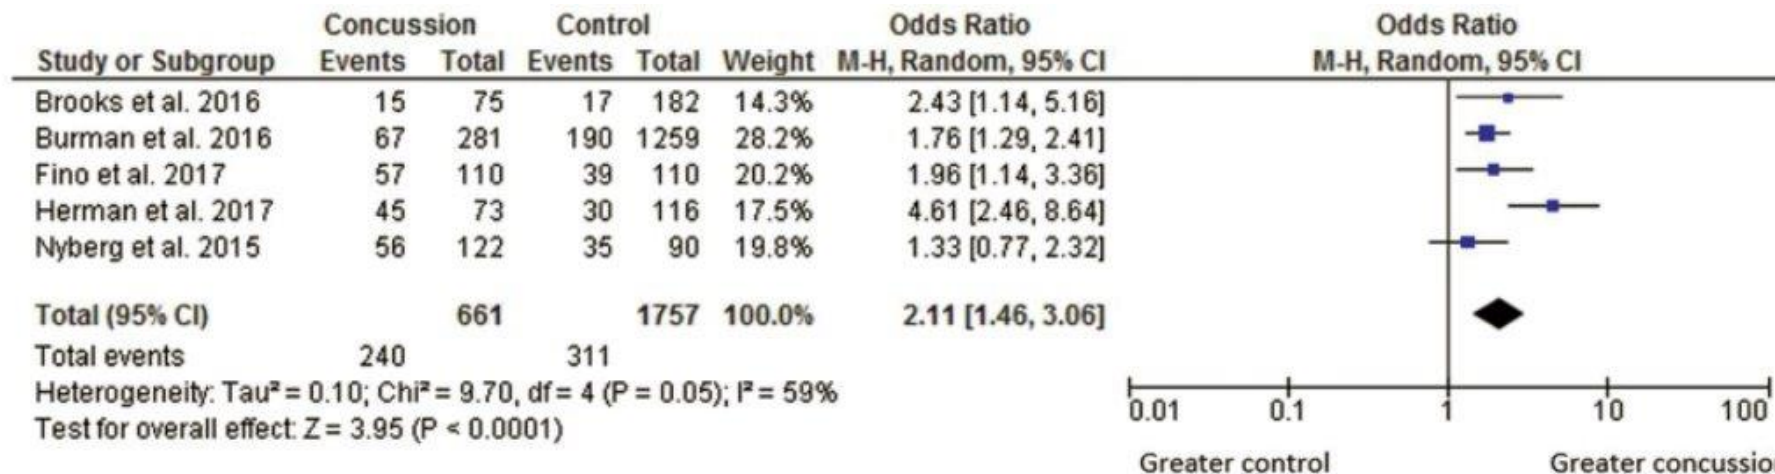 Concussion Control Odds Ratio Odds Ratio
Study or Subgroup Events Total Events Total Weight M-H, Random, 95% CI M-H, Random, 95% CI
Brooks et al. 2016 15 75 17 182 14.3% 2.43 [1.14, 5.16]
Burman et al. 2016 67 281 190 1259 28.2% 1.76 [1.29, 2.41]
Fino et al. 2017 57 110 39 110 20.2% 1.96 [1.14, 3.36]
Herman et al. 2017 45 73 30 116 17.5% 4.61 [2.46, 8.64]
Nyberg et al. 2015 56 122 35 90 19.8% 1.33 [0.77, 2.32]
Total (95% CI) 661 1757 100.0% 2.11 [1.46, 3.06]
Total events 240 311
Heterogeneity: Tau² = 0.10; Chi² = 9.70, df = 4 (P = 0.05); I² = 59%
Test for overall effect: Z = 3.95 (P < 0.0001)
0.01 0.1 1 10 100
Greater control Greater concussio